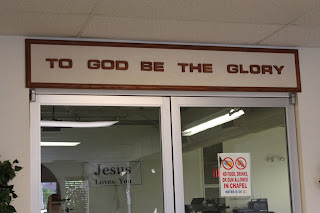 TO GOD BE THE GLORY
Jesus
Loves You
NO FOOD, DRINKS,
OR GUM ALLOWED
IN CHAPEL